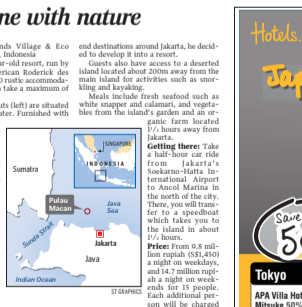 ne with nature
nds Village & Eco
, Indonesia
r-old resort, run by
erican Roderick des
0 rustic accommoda-
 take a maximum of
uts (left) are situated
ater. Furnished with
end destinations around Jakarta, he decid-
ed to develop it into a resort.
Guests also have access to a deserted
island located about 200m away from the
main island for activities such as snor-
kling and kayaking.
Meals include fresh seafood such as
white snapper and calamari, and vegeta-
bles from the island's garden and an or-
ganic farm located
1½ hours away from
Jakarta.
Getting there: Take
a half-hour car ride
from Jakarta's
Soekarno-Hatta In-
ternational Airport
to Ancol Marina in
the north of the city.
There, you will trans-
fer to a speedboat
which takes you to
the island in about
1½ hours.
Price: From 9.8 mil-
lion rupiah (S$1,450)
a night on weekdays,
and 14.7 million rupi-
ah a night on week-
ends for 15 people.
Each additional per-
son will be charged
SINGAPORE
INDONESIA
Sumatra
Pulau
Macan
Java
Sea
Sunda Strait
Jakarta
Java
Indian Ocean
ST GRAPHICS
Hotels.
Jap
Save
5
Tokyo
APA Villa Hot
Mitsuke 50%